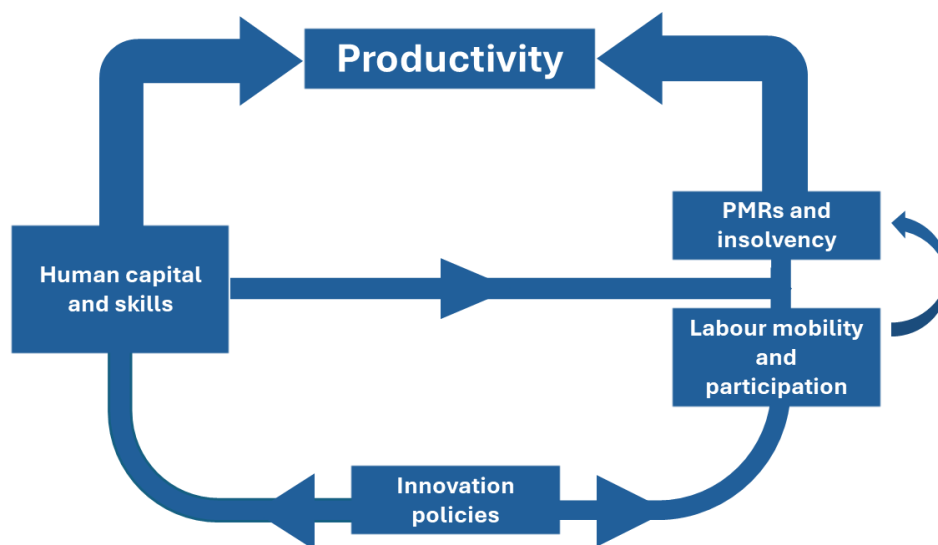 Productivity
PMRs and
insolvency
Human capital
and skills
Labour mobility
and
participation
Innovation
policies